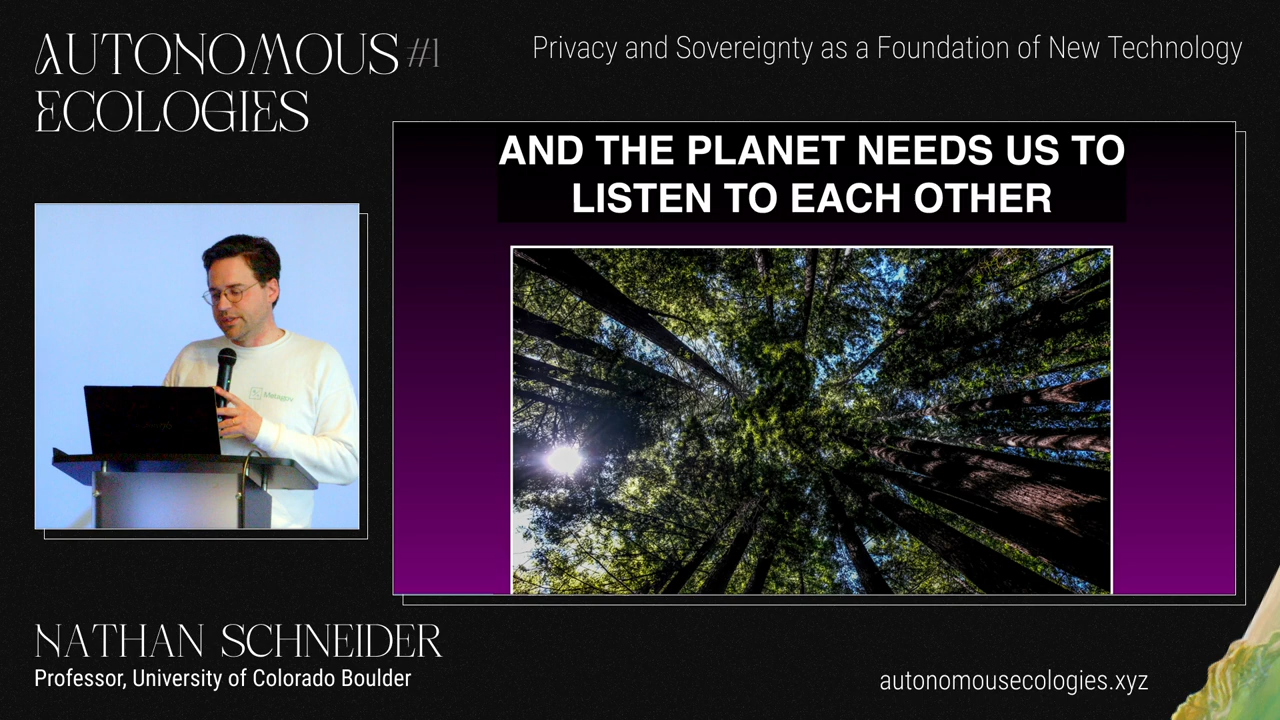 AUTONOMOUS #1
ECOLOGIES
Privacy and Sovereignty as a Foundation of New Technology
AND THE PLANET NEEDS US TO
LISTEN TO EACH OTHER
NATHAN SCHNEIDER
Professor, University of Colorado Boulder
autonomousecologies.xyz